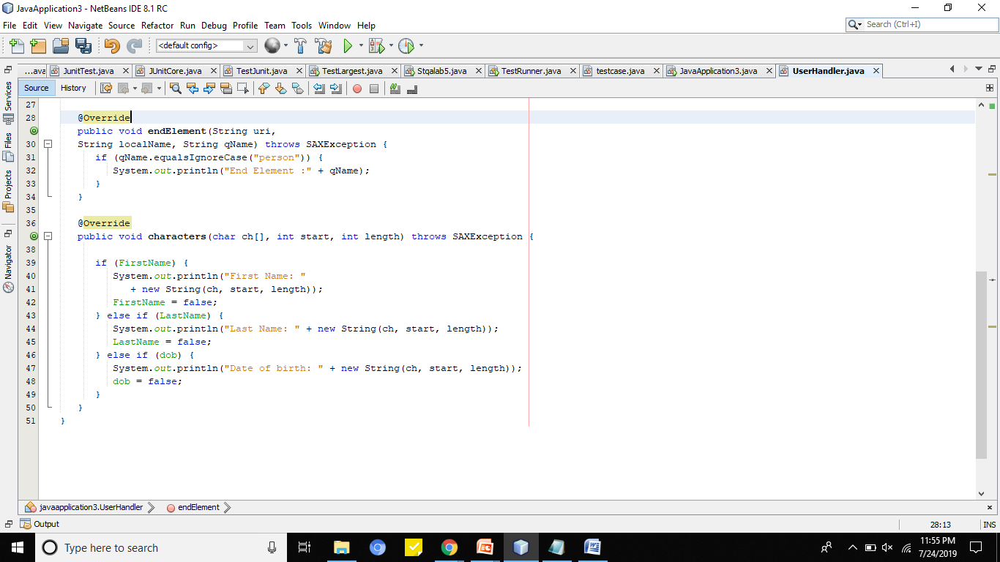 JavaApplication3 - NetBeans IDE 8.1 RC
File Edit View Navigate Source Refactor Run Debug Profile Team Tools Window Help
Search (Ctrl+I)
<default config>
...ava JunitTest.java JUnitCore.java TestJunit.java TestLargest.java Stqalab5.java TestRunner.java testcase.java JavaApplication3.java UserHandler.java
Source History
Services
Files
Projects
Navigator
27
28 @Override
public void endElement(String uri,
30 String localName, String qName) throws SAXException {
31 if (qName.equalsIgnoreCase("person")) {
32 System.out.println("End Element :" + qName);
33 }
34 }
35
36 @Override
public void characters(char ch[], int start, int length) throws SAXException {
38
39 if (FirstName) {
40 System.out.println("First Name: "
41 + new String(ch, start, length));
42 FirstName = false;
43 } else if (LastName) {
44 System.out.println("Last Name: " + new String(ch, start, length));
45 LastName = false;
46 } else if (dob) {
47 System.out.println("Date of birth: " + new String(ch, start, length));
48 dob = false;
49 }
50 }
51 }
javaapplication3.UserHandler endElement
Output
28:13 INS
Type here to search
11:55 PM
7/24/2019